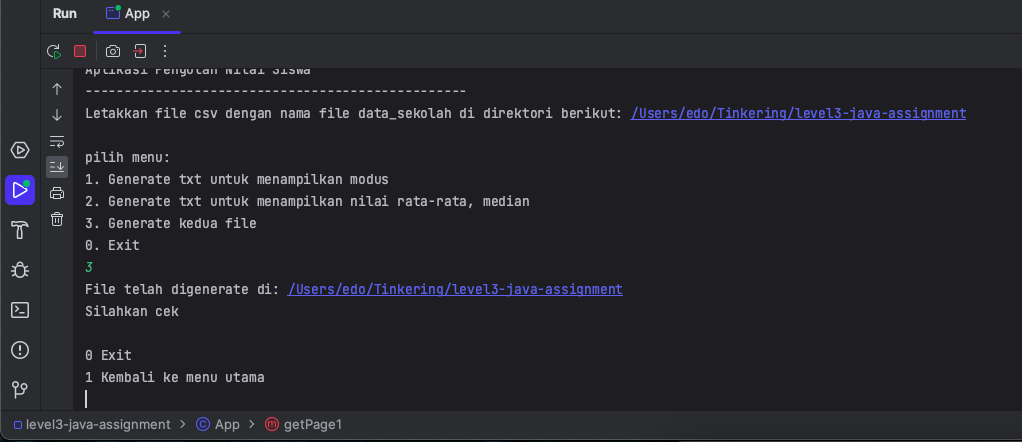 Run App
Aplikasi Pengolah Nilai Siswa
-------------------------------------------------
Letakkan file csv dengan nama file data_sekolah di direktori berikut: /Users/edo/Tinkering/level3-java-assignment
pilih menu:
1. Generate txt untuk menampilkan modus
2. Generate txt untuk menampilkan nilai rata-rata, median
3. Generate kedua file
0. Exit
3
File telah digenerate di: /Users/edo/Tinkering/level3-java-assignment
Silahkan cek
0 Exit
1 Kembali ke menu utama
level3-java-assignment > App > getPage1